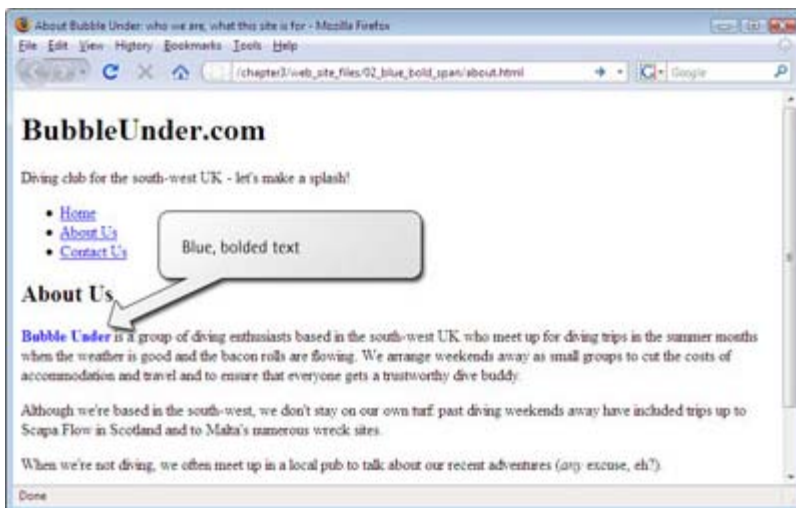 About Bubble Under: who we are, what this site is for - Mozilla Firefox
File Edit View History Bookmarks Tools Help
/chapter3/web_site_files/02_blue_bold_span/about.html
Google
BubbleUnder.com
Diving club for the south-west UK - let's make a splash!
Home
About Us
Contact Us
Blue, bolded text
About Us
Bubble Under is a group of diving enthusiasts based in the south-west UK who meet up for diving trips in the summer months
when the weather is good and the bacon rolls are flowing. We arrange weekends away as small groups to cut the costs of
accommodation and travel and to ensure that everyone gets a trustworthy dive buddy.
Although we're based in the south-west, we don't stay on our own turf: past diving weekends away have included trips up to
Scapa Flow in Scotland and to Malta's numerous wreck sites.
When we're not diving, we often meet up in a local pub to talk about our recent adventures (any excuse, eh?)
Done